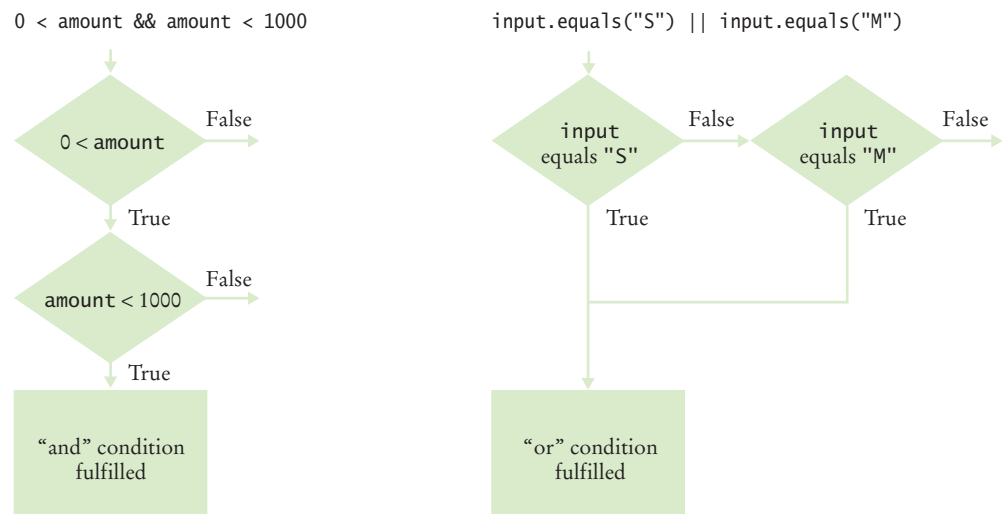 0 < amount && amount < 1000
0 < amount
False
True
amount < 1000
False
True
“and” condition
fulfilled
input.equals("S") || input.equals("M")
input
equals "S"
False
True
input
equals "M"
False
True
“or” condition
fulfilled